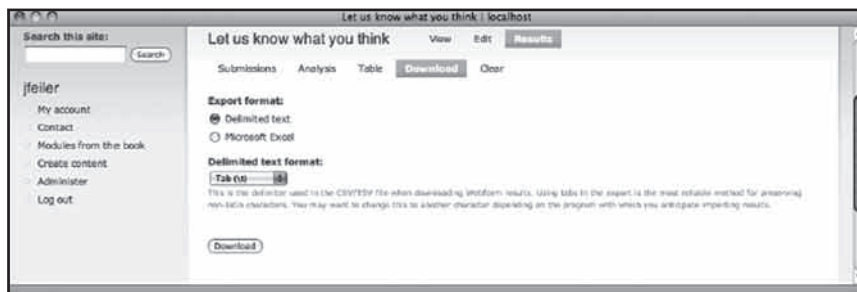 Let us know what you think | localhost
Search this site:
Search
jfeiler
My account
Contact
Modules from the book
Create content
Administer
Log out
Let us know what you think View Edit Results
Submissions Analysis Table Download Clear
Export format:
Delimited text
Microsoft Excel
Delimited text format:
Tab (\t)
This is the delimiter used in the CSV/TSV file when downloading Webform results. Using tabs in the export is the most reliable method for preserving
non-latin characters. You may want to change this to another character depending on the program with which you anticipate importing results.
Download